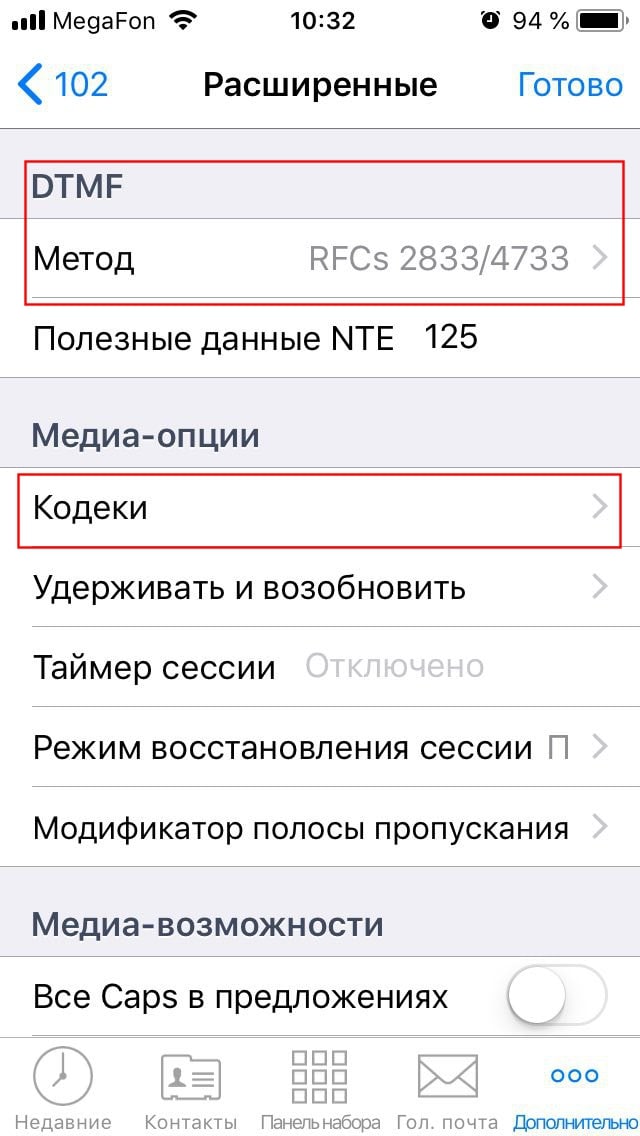 MegaFon 10:32 94 %
102 Расширенные Готово
DTMF
Метод RFCs 2833/4733
Полезные данные NTE 125
Медиа-опции
Кодеки
Удерживать и возобновить
Таймер сессии Отключено
Режим восстановления сессии П
Модификатор полосы пропускания
Медиа-возможности
Все Caps в предложениях
Недавние Контакты Панель набора Гол. почта Дополнительно